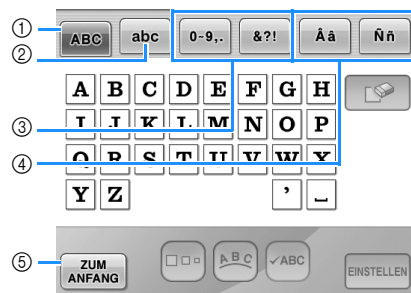 ① ABC abc 0~9,. &?! Ââ Ññ
②
A B C D E F G H
③
I J K L M N O P
④
Q R S T U V W X
Y Z ’ ⎵
⑤ ZUM ANFANG ABC ✓ABC EINSTELLEN